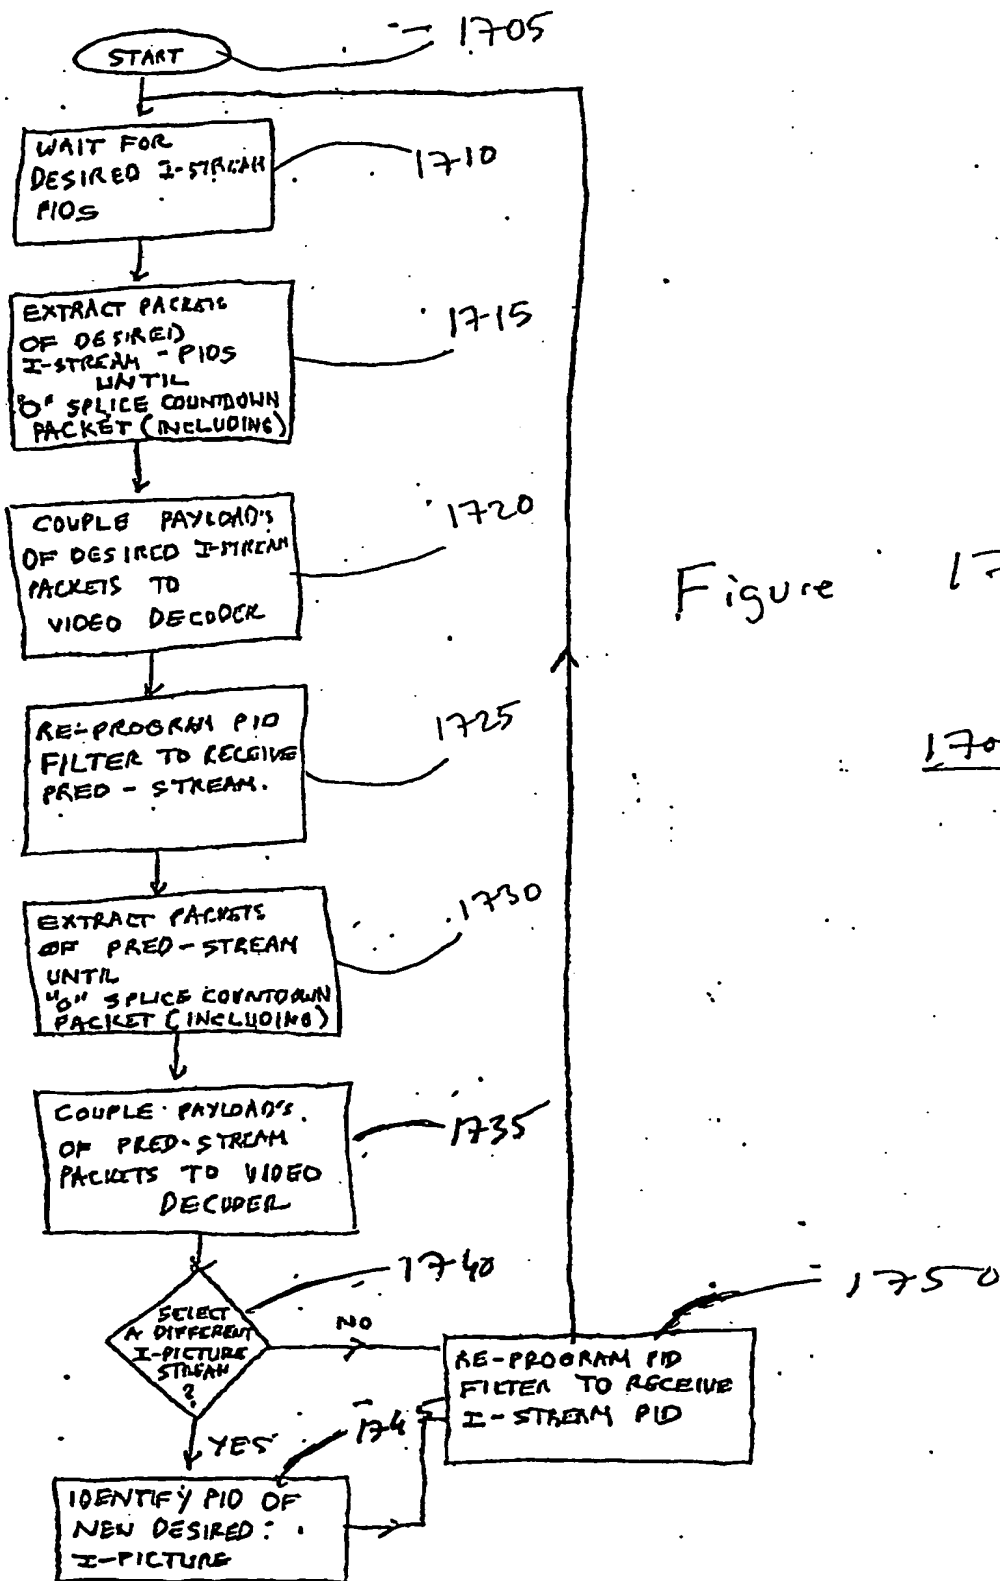 START
1705
WAIT FOR
DESIRED I-STREAM
PIDS
1710
EXTRACT PACKETS
OF DESIRED
I-STREAM - PIDS
UNTIL
"0" SPLICE COUNTDOWN
PACKET (INCLUDING)
1715
COUPLE PAYLOAD'S
OF DESIRED I-STREAM
PACKETS TO
VIDEO DECODER
1720
Figure 17
RE-PROGRAM PID
FILTER TO RECEIVE
PRED - STREAM.
1725
170
EXTRACT PACKETS
OF PRED - STREAM
UNTIL
"0" SPLICE COUNTDOWN
PACKET (INCLUDING)
1730
COUPLE PAYLOAD'S
OF PRED-STREAM
PACKETS TO VIDEO
DECODER
1735
SELECT
A DIFFERENT
I-PICTURE
STREAM
?
1740
NO
YES
RE-PROGRAM PID
FILTER TO RECEIVE
I-STREAM PID
1750
IDENTIFY PID OF
NEW DESIRED
I-PICTURE
174